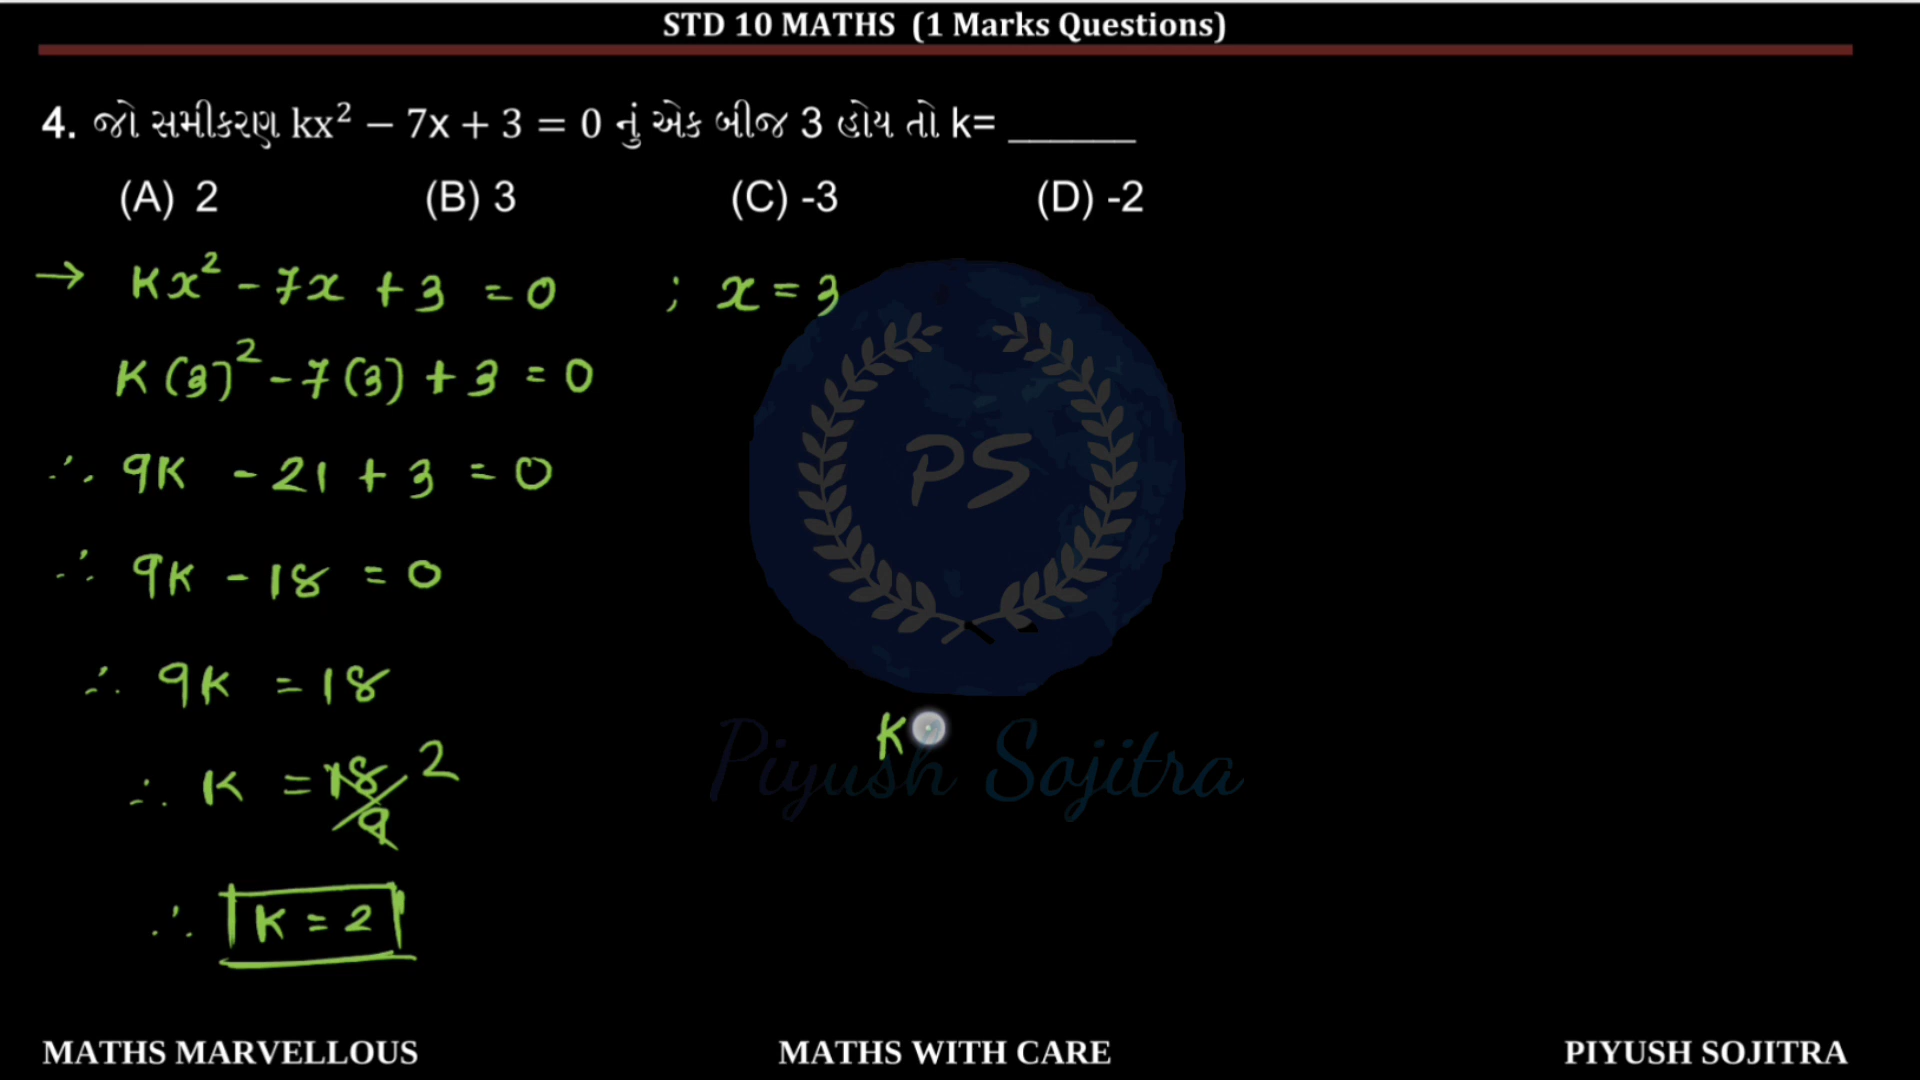 STD 10 MATHS (1 Marks Questions)
4. જો સમીકરણ kx² − 7x + 3 = 0 નું એક બીજ 3 હોય તો k= ______
(A) 2 (B) 3 (C) -3 (D) -2
→ Kx² - 7x + 3 = 0 ; x = 3
K(3)² - 7(3) + 3 = 0
∴ 9K - 21 + 3 = 0
∴ 9K - 18 = 0
∴ 9K = 18
∴ K = 18/9 2
∴ K = 2
PS
K
Piyush Sojitra
MATHS MARVELLOUS MATHS WITH CARE PIYUSH SOJITRA